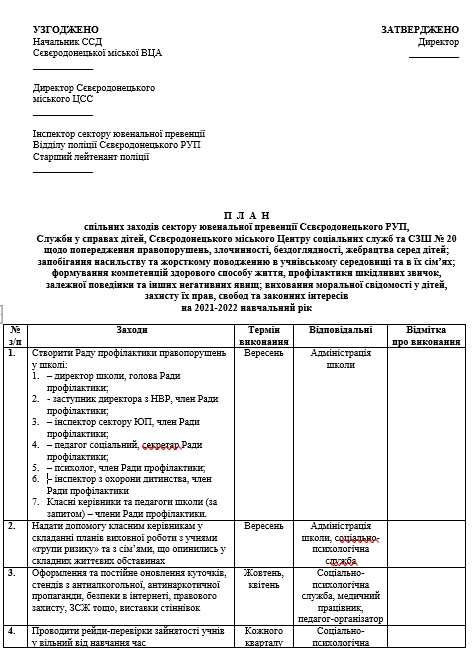 УЗГОДЖЕНО
Начальник ССД
Сєвєродонецької міської ВЦА
____________
Директор Сєвєродонецького
міського ЦСС
____________
Інспектор сектору ювенальної превенції
Відділу поліції Сєвєродонецького РУП
Старший лейтенант поліції
____________
ЗАТВЕРДЖЕНО
Директор
__________
П Л А Н
спільних заходів сектору ювенальної превенції Сєвєродонецького РУП,
Служби у справах дітей, Сєвєродонецького міського Центру соціальних служб та СЗШ № 20
щодо попередження правопорушень, злочинності, бездоглядності, жебрацтва серед дітей;
запобігання насильству та жорсткому поводженню в учнівському середовищі та в їх сім’ях;
формування компетенцій здорового способу життя, профілактики шкідливих звичок,
залежної поведінки та інших негативних явищ; виховання моральної свідомості у дітей,
захисту їх прав, свобод та законних інтересів
на 2021-2022 навчальний рік
№
з/п
Заходи
Термін
виконання
Відповідальні
Відмітка
про виконання
1.
Створити Раду профілактики правопорушень
у школі:
1. – директор школи, голова Ради
профілактики;
2. - заступник директора з НВР, член Ради
профілактики;
3. – інспектор сектору ЮП, член Ради
профілактики;
4. – педагог соціальний, секретар Ради
профілактики;
5. – психолог, член Ради профілактики;
6. – інспектор з охорони дитинства, член
Ради профілактики
7. Класні керівники та педагоги школи (за
запитом) – члени Ради профілактики.
Вересень
Адміністрація
школи
2.
Надати допомогу класним керівникам у
складанні планів виховної роботи з учнями
«групи ризику» та з сім’ями, що опинились у
складних життєвих обставинах
Вересень
Адміністрація
школи, соціально-
психологічна
служба
3.
Оформлення та постійне оновлення куточків,
стендів з антиалкогольної, антинаркотичної
пропаганди, безпеки в інтернеті, правового
захисту, ЗСЖ тощо, виставки стіннівок
Жовтень,
квітень
Соціально-
психологічна
служба, медичний
працівник,
педагог-організатор
4.
Проводити рейди-перевірки зайнятості учнів
у вільний від навчання час
Кожного
кварталу
Соціально-
психологічна